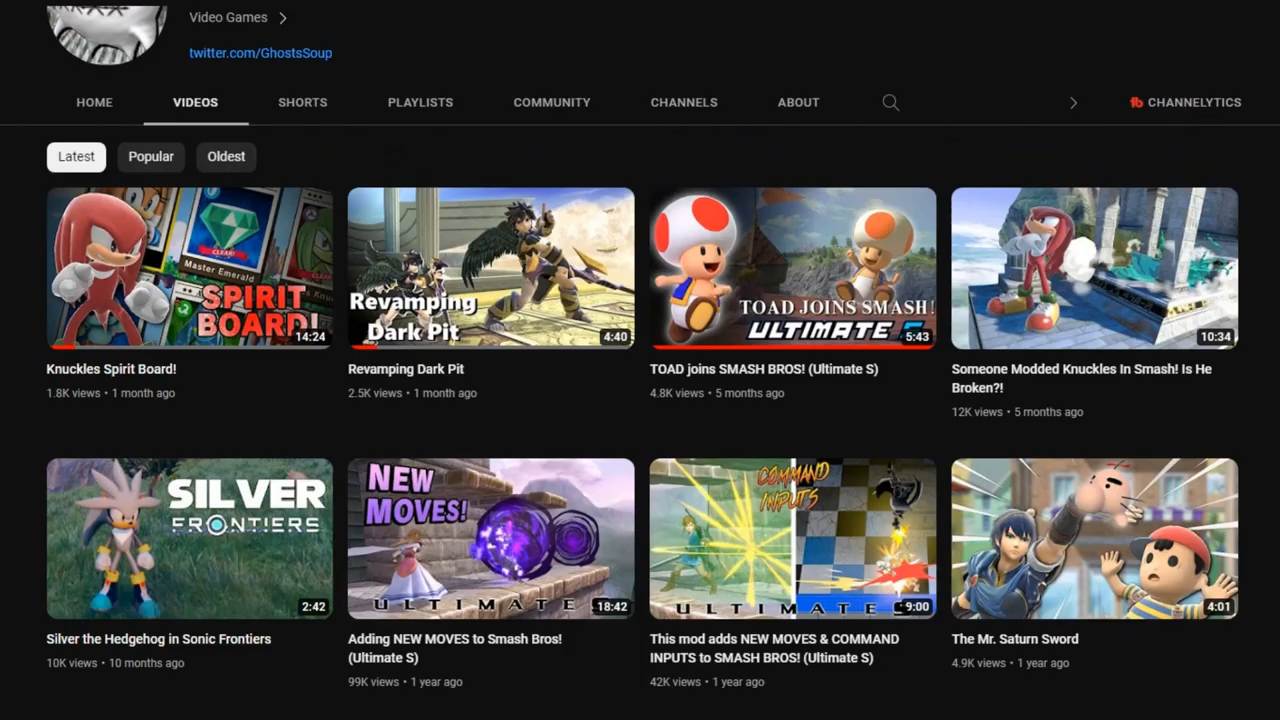 Video Games
twitter.com/GhostsSoup
HOME VIDEOS SHORTS PLAYLISTS COMMUNITY CHANNELS ABOUT CHANNELYTICS
Latest Popular Oldest
CLEAR!
Master Emerald
SPIRIT
BOARD!
14:24
Revamping
Dark Pit
4:40
TOAD JOINS SMASH!
ULTIMATE S
5:43
10:34
Knuckles Spirit Board!
1.8K views • 1 month ago
Revamping Dark Pit
2.5K views • 1 month ago
TOAD joins SMASH BROS! (Ultimate S)
4.8K views • 5 months ago
Someone Modded Knuckles In Smash! Is He
Broken?!
12K views • 5 months ago
SILVER
FRONTIERS
2:42
NEW
MOVES!
ULTIMATE
18:42
COMMAND
INPUTS
ULTIMATE
9:00
4:01
Silver the Hedgehog in Sonic Frontiers
10K views • 10 months ago
Adding NEW MOVES to Smash Bros!
(Ultimate S)
99K views • 1 year ago
This mod adds NEW MOVES & COMMAND
INPUTS to SMASH BROS! (Ultimate S)
42K views • 1 year ago
The Mr. Saturn Sword
4.9K views • 1 year ago